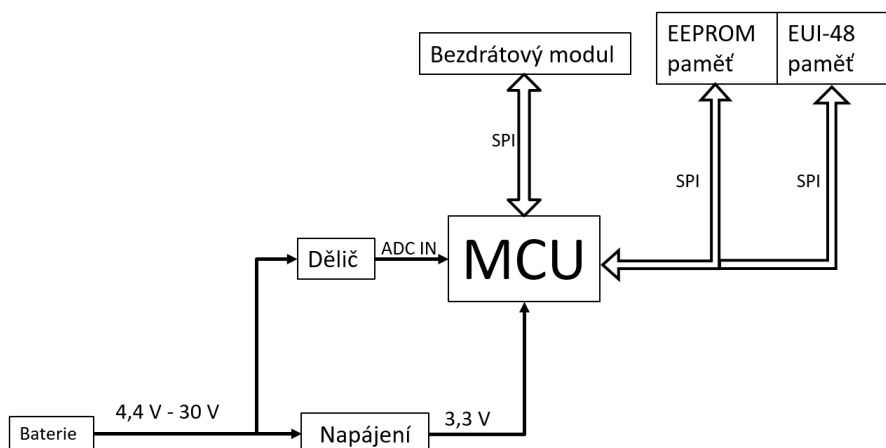 Bezdrátový modul
EEPROM
paměť
EUI-48
paměť
SPI
SPI
SPI
MCU
Dělič
ADC IN
Baterie
4,4 V - 30 V
Napájení
3,3 V